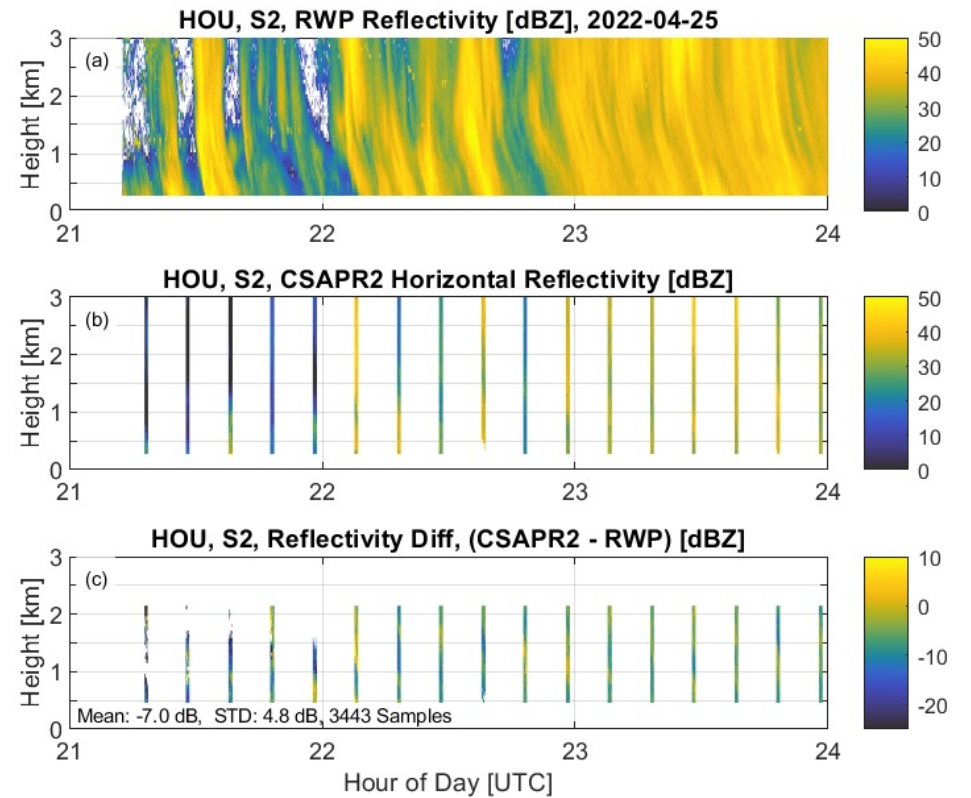 HOU, S2, RWP Reflectivity [dBZ], 2022-04-25
(a)
Height [km]
3
2
1
0
21 22 23 24
50
40
30
20
10
0
HOU, S2, CSAPR2 Horizontal Reflectivity [dBZ]
(b)
Height [km]
3
2
1
0
21 22 23 24
50
40
30
20
10
0
HOU, S2, Reflectivity Diff, (CSAPR2 - RWP) [dBZ]
(c)
Height [km]
3
2
1
0
Mean: -7.0 dB, STD: 4.8 dB, 3443 Samples
21 22 23 24
10
0
-10
-20
Hour of Day [UTC]